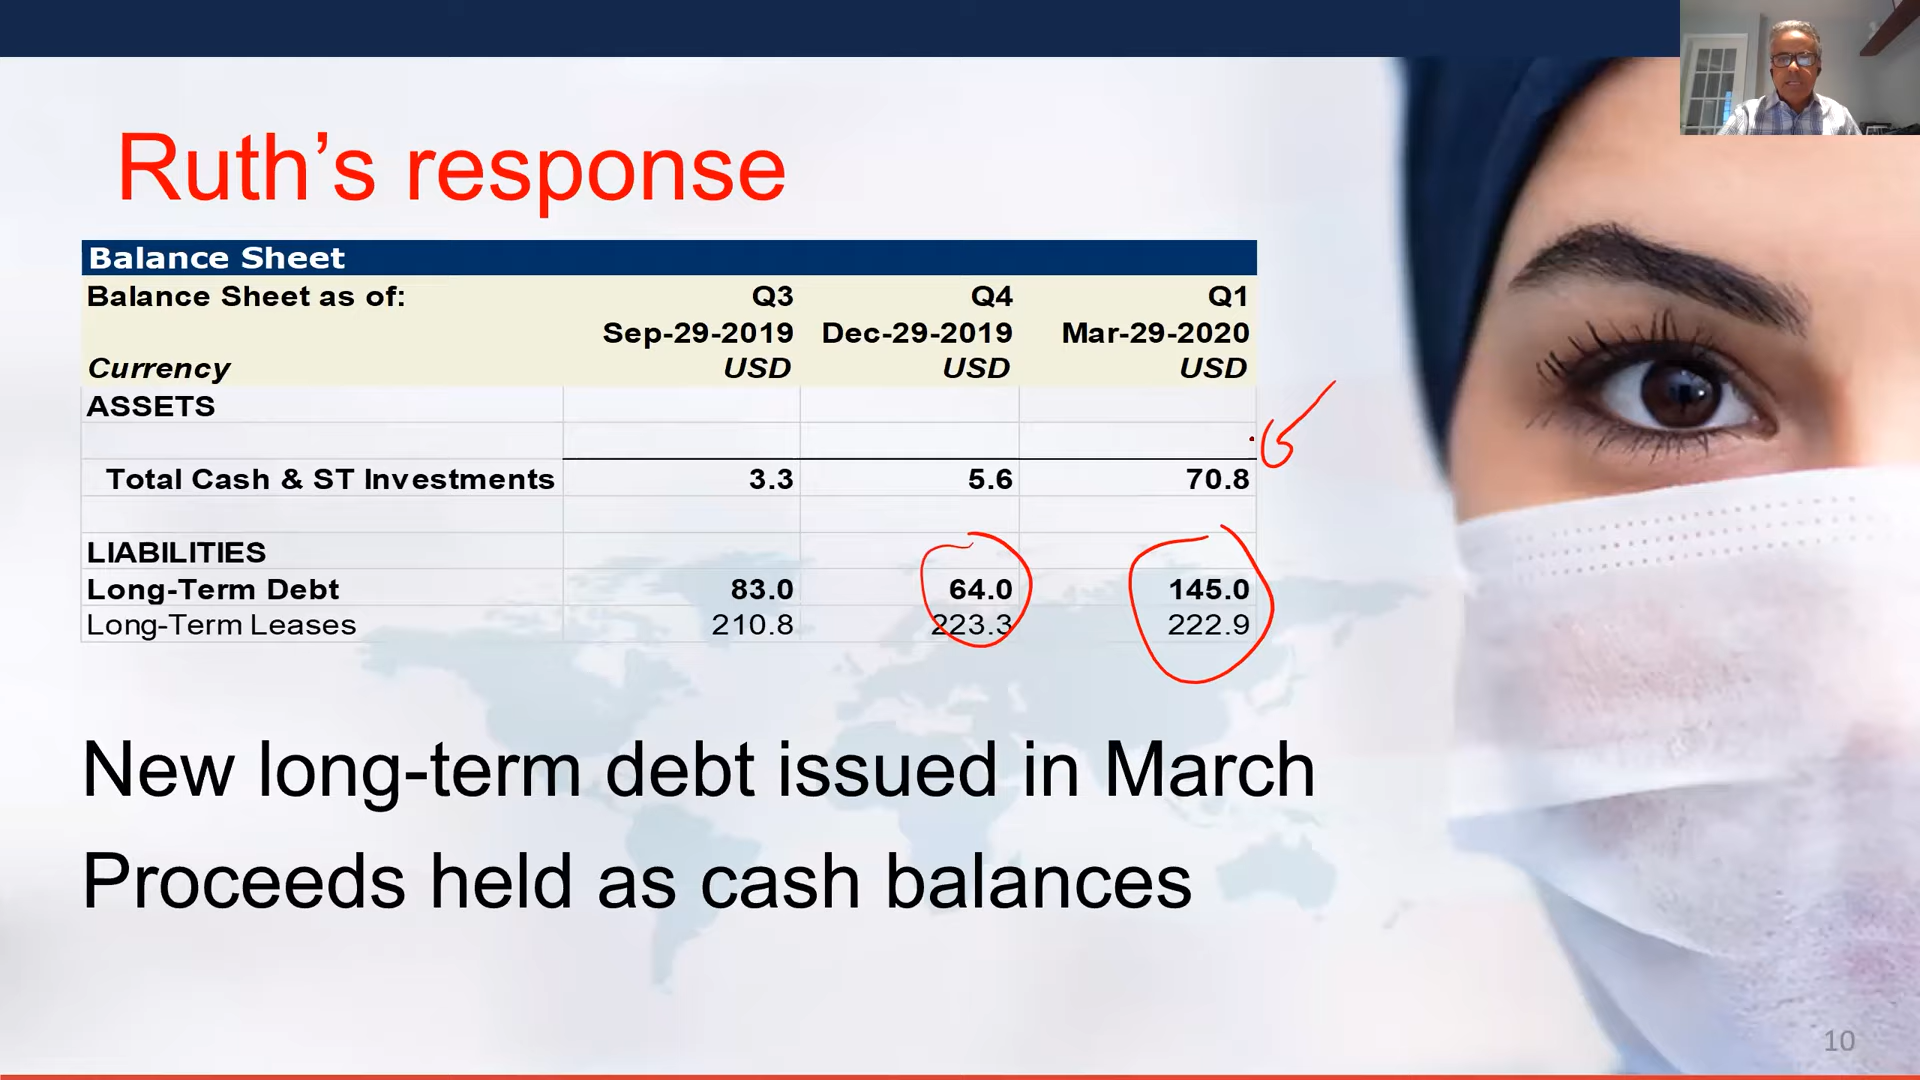 Ruth’s response
Balance Sheet
Balance Sheet as of: Q3 Q4 Q1
Sep-29-2019 Dec-29-2019 Mar-29-2020
Currency USD USD USD
ASSETS
Total Cash & ST Investments 3.3 5.6 70.8
LIABILITIES
Long-Term Debt 83.0 64.0 145.0
Long-Term Leases 210.8 223.3 222.9
New long-term debt issued in March
Proceeds held as cash balances
10